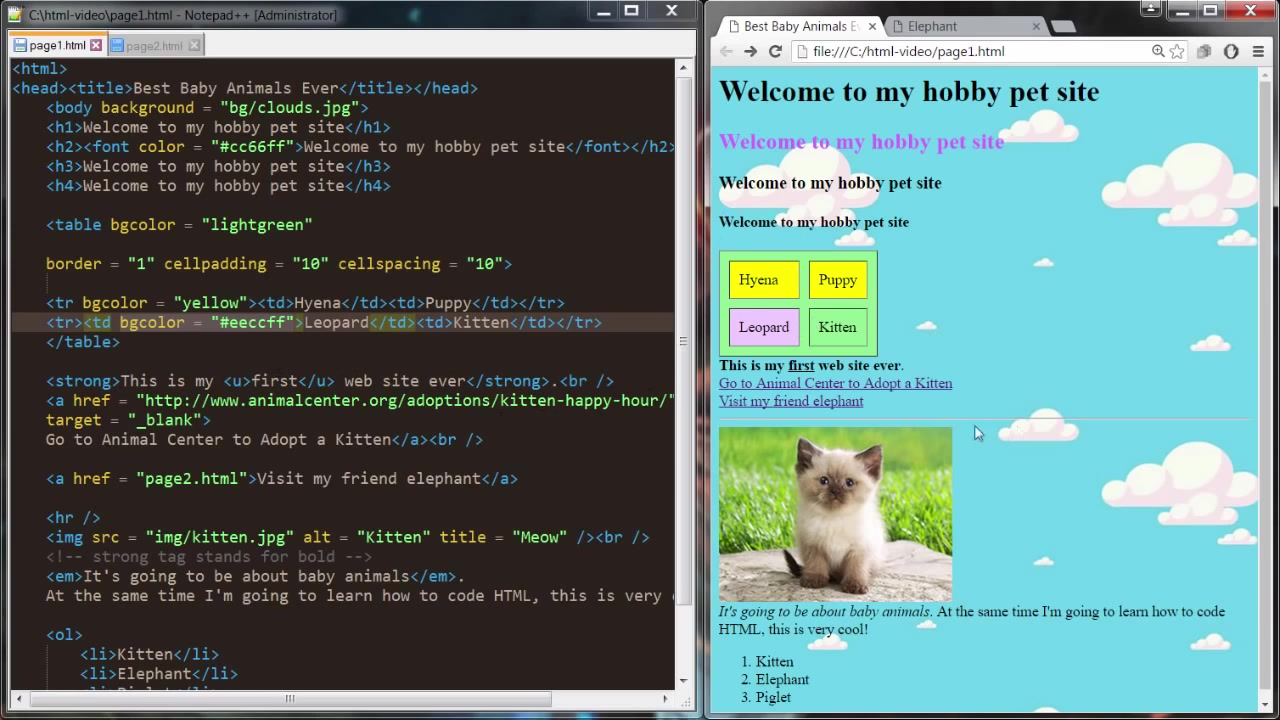 C:\html-video\page1.html - Notepad++ [Administrator]
page1.html page2.html
<html>
<head><title>Best Baby Animals Ever</title></head>
<body background = "bg/clouds.jpg">
<h1>Welcome to my hobby pet site</h1>
<h2><font color = "#cc66ff">Welcome to my hobby pet site</font></h2>
<h3>Welcome to my hobby pet site</h3>
<h4>Welcome to my hobby pet site</h4>
<table bgcolor = "lightgreen"
border = "1" cellpadding = "10" cellspacing = "10">
<tr bgcolor = "yellow"><td>Hyena</td><td>Puppy</td></tr>
<tr><td bgcolor = "#eeccff">Leopard</td><td>Kitten</td></tr>
</table>
<strong>This is my <u>first</u> web site ever</strong>.<br />
<a href = "http://www.animalcenter.org/adoptions/kitten-happy-hour/"
target = "_blank">
Go to Animal Center to Adopt a Kitten</a><br />
<a href = "page2.html">Visit my friend elephant</a>
<hr />
<img src = "img/kitten.jpg" alt = "Kitten" title = "Meow" /><br />
<!-- strong tag stands for bold -->
<em>It's going to be about baby animals</em>.
At the same time I'm going to learn how to code HTML, this is very
<ol>
<li>Kitten</li>
<li>Elephant</li>
Best Baby Animals Elephant
file:///C:/html-video/page1.html
Welcome to my hobby pet site
Welcome to my hobby pet site
Welcome to my hobby pet site
Welcome to my hobby pet site
Hyena Puppy
Leopard Kitten
This is my first web site ever.
Go to Animal Center to Adopt a Kitten
Visit my friend elephant
It's going to be about baby animals. At the same time I'm going to learn how to code
HTML, this is very cool!
1. Kitten
2. Elephant
3. Piglet